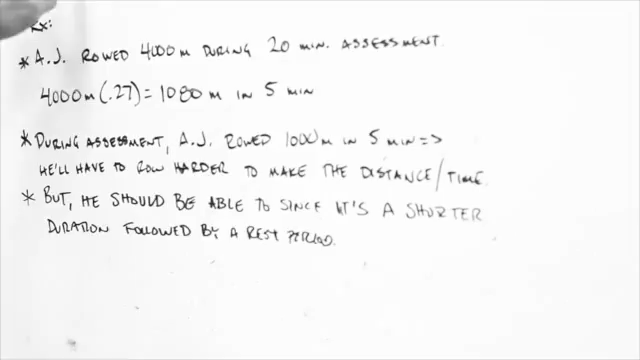 Ex:
* A.J. ROWED 4000M DURING 20 MIN. ASSESSMENT.
4000M (.27) = 1080 M IN 5 MIN
* DURING ASSESSMENT, A.J. ROWED 1000M IN 5 MIN =>
HE'LL HAVE TO ROW HARDER TO MAKE THE DISTANCE/TIME.
* BUT, HE SHOULD BE ABLE TO SINCE IT'S A SHORTER
DURATION FOLLOWED BY A REST PERIOD.